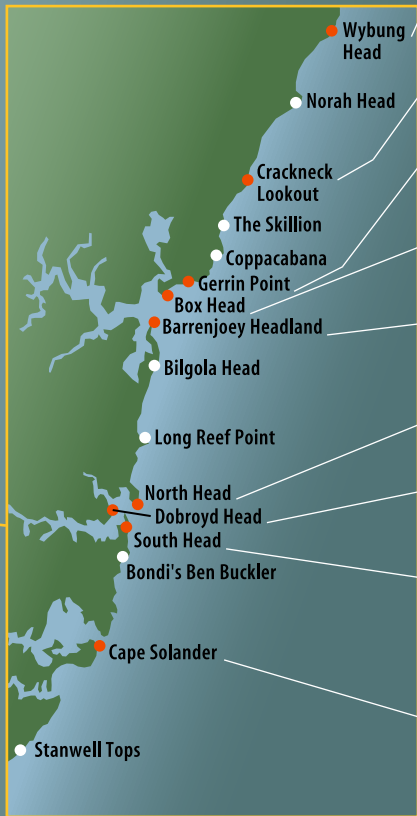 Wybung
Head
Norah Head
Crackneck
Lookout
The Skillion
Coppacabana
Gerrin Point
Box Head
Barrenjoey Headland
Bilgola Head
Long Reef Point
North Head
Dobroyd Head
South Head
Bondi's Ben Buckler
Cape Solander
Stanwell Tops